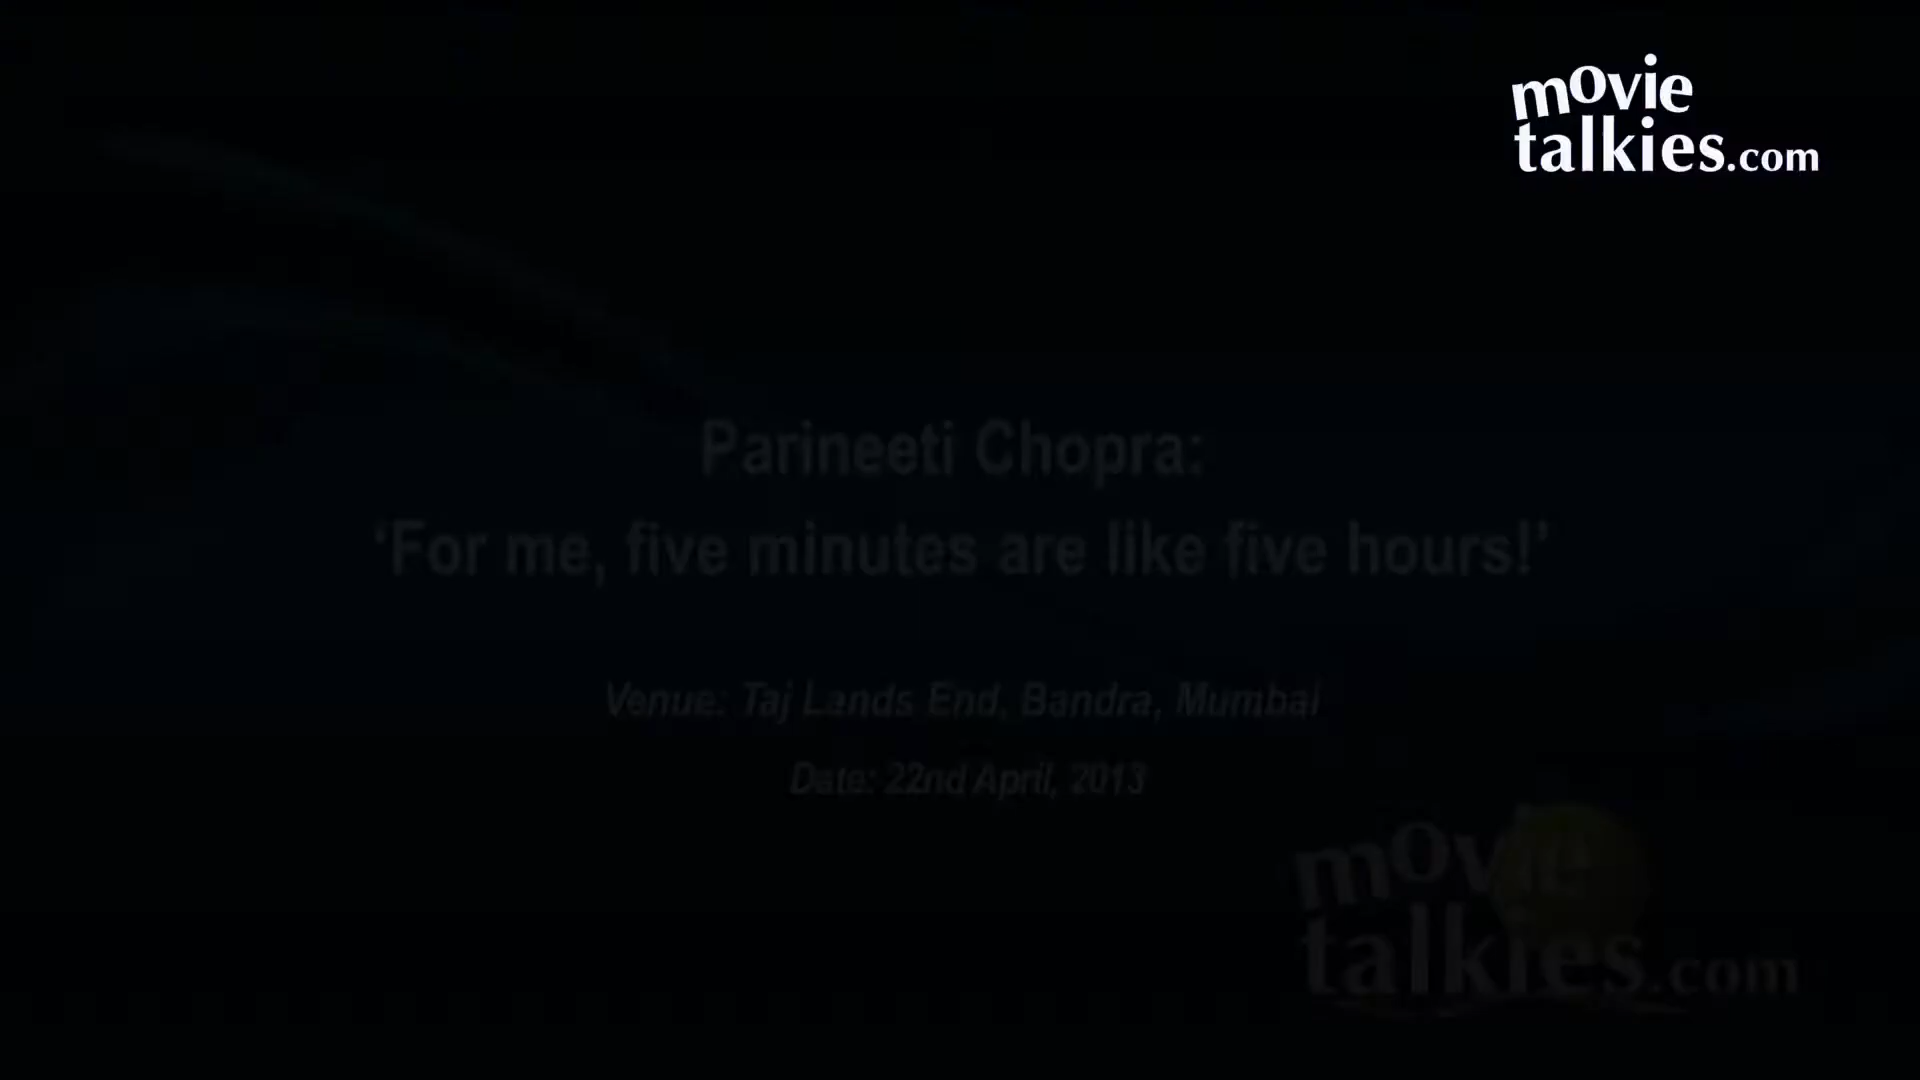 movie
talkies.com
Parineeti Chopra:
‘For me, five minutes are like five hours!’
Venue: Taj Lands End, Bandra, Mumbai
Date: 22nd April, 2013
movie
talkies.com